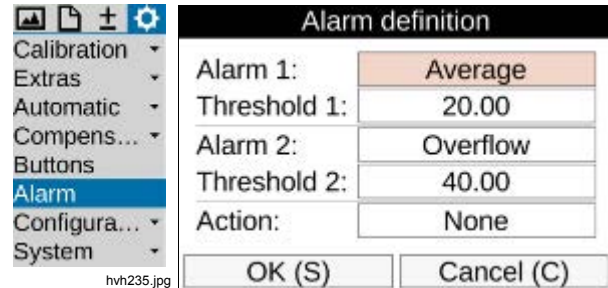 Calibration
Extras
Automatic
Compens...
Buttons
Alarm
Configura...
System
hvh235.jpg
Alarm definition
Alarm 1: Average
Threshold 1: 20.00
Alarm 2: Overflow
Threshold 2: 40.00
Action: None
OK (S) Cancel (C)